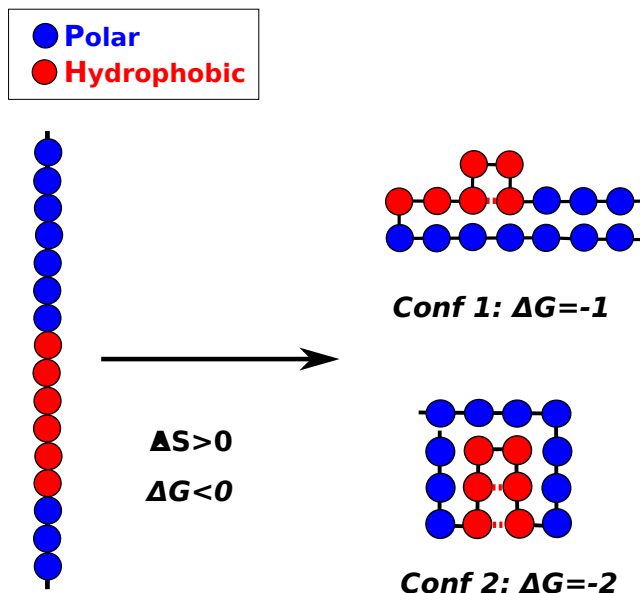 Polar
Hydrophobic
Conf 1: ΔG=-1
ΔS>0
ΔG<0
Conf 2: ΔG=-2